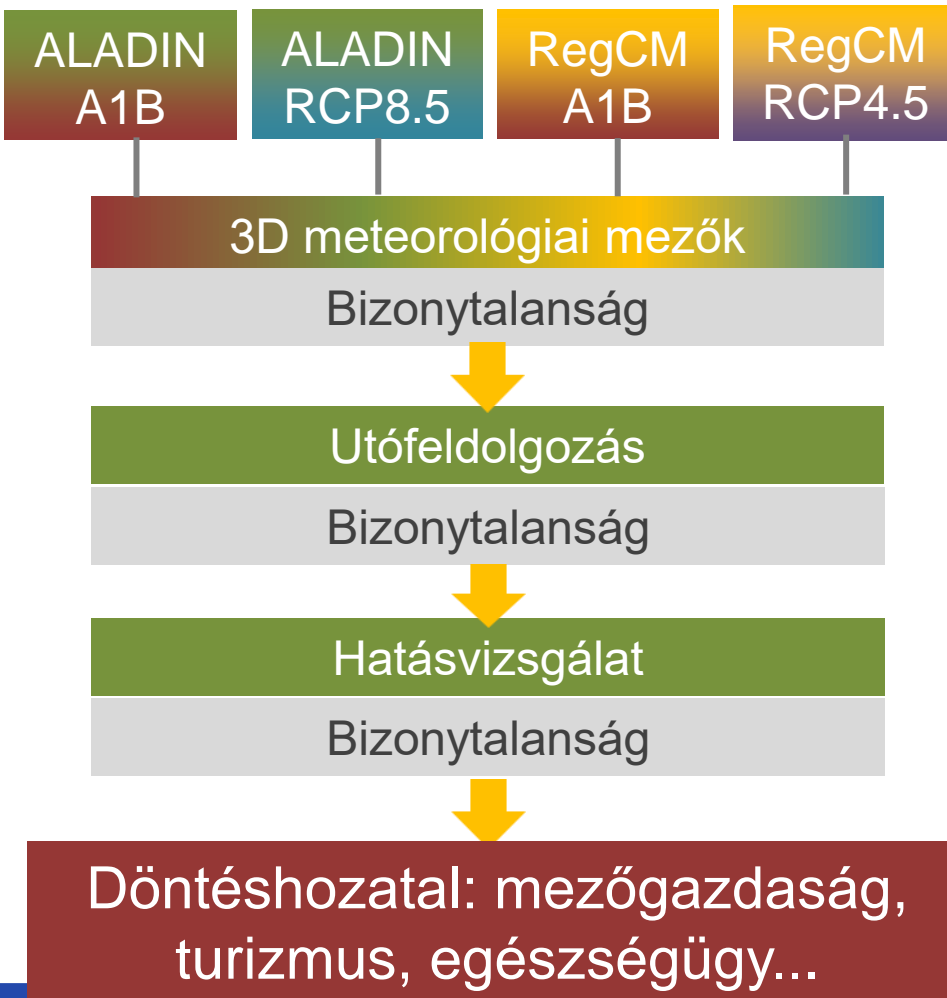 ALADIN
A1B
ALADIN
RCP8.5
RegCM
A1B
RegCM
RCP4.5
3D meteorológiai mezők
Bizonytalanság
Utófeldolgozás
Bizonytalanság
Hatásvizsgálat
Bizonytalanság
Döntéshozatal: mezőgazdaság,
turizmus, egészségügy...